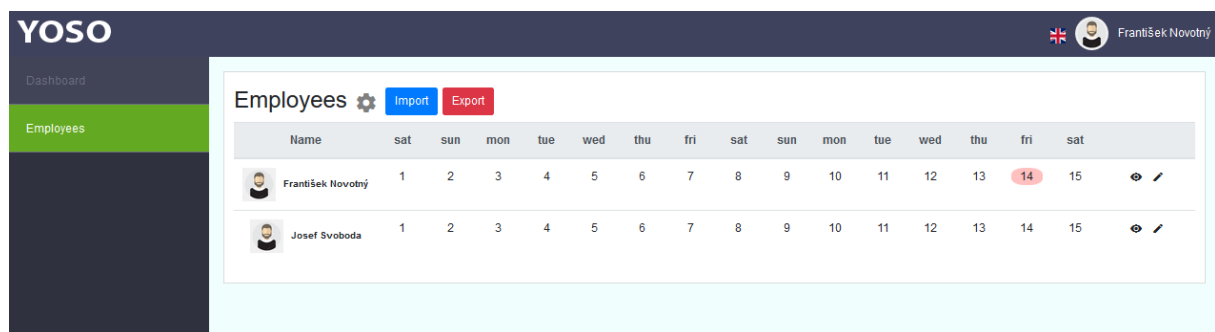 YOSO
František Novotný
Dashboard
Employees
Employees Import Export
Name sat sun mon tue wed thu fri sat sun mon tue wed thu fri sat
František Novotný 1 2 3 4 5 6 7 8 9 10 11 12 13 14 15
Josef Svoboda 1 2 3 4 5 6 7 8 9 10 11 12 13 14 15